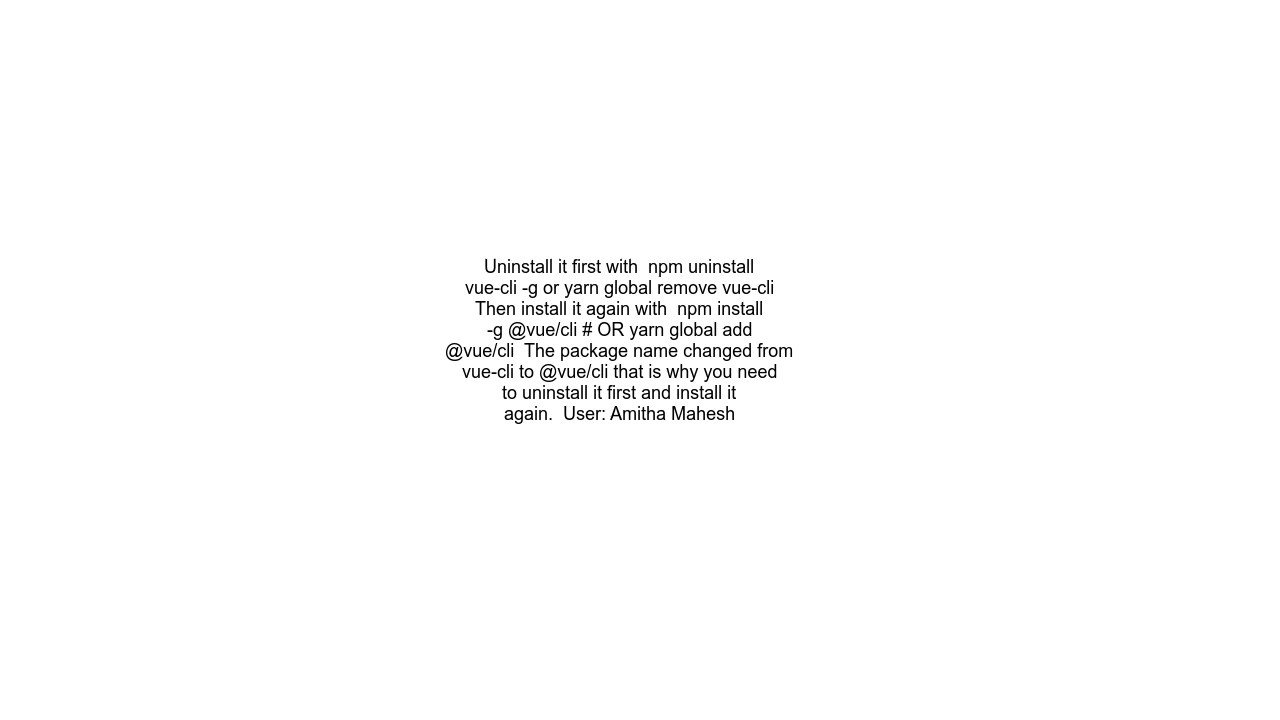 Uninstall it first with  npm uninstall
vue-cli -g or yarn global remove vue-cli
Then install it again with  npm install
-g @vue/cli # OR yarn global add
@vue/cli  The package name changed from
vue-cli to @vue/cli that is why you need
to uninstall it first and install it
again.  User: Amitha Mahesh